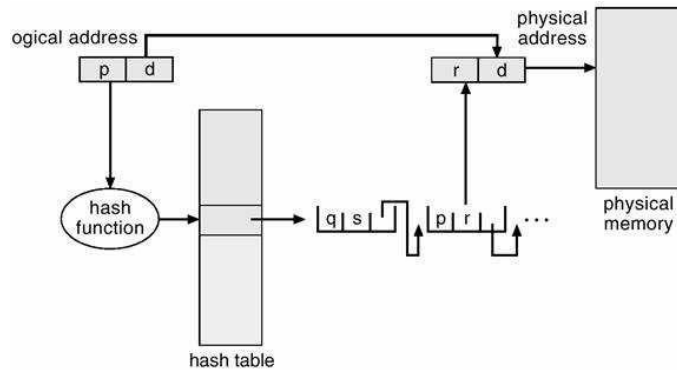 physical
address
ogical address
p d
r d
hash
function
q s
p r
...
physical
memory
hash table